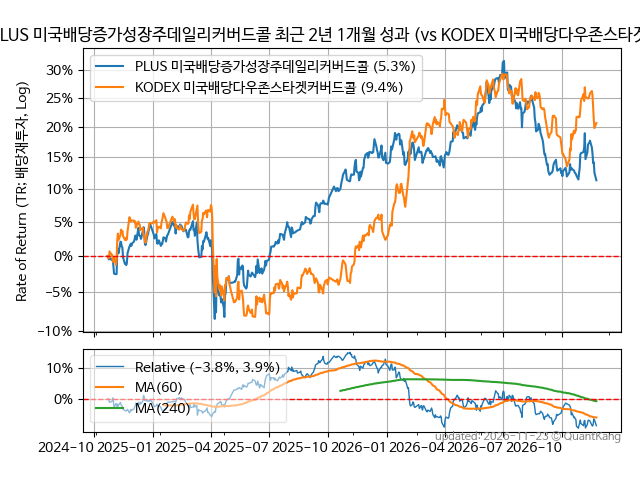 LUS 미국배당증가성장주데일리커버드콜 최근 2년 1개월 성과 (vs KODEX 미국배당다우존스타겟
PLUS 미국배당증가성장주데일리커버드콜 (5.3%)
KODEX 미국배당다우존스타겟커버드콜 (9.4%)
Rate of Return (TR: 배당재투자, Log)
30%
25%
20%
15%
10%
5%
0%
−5%
−10%
Relative (−3.8%, 3.9%)
MA(60)
MA(240)
10%
0%
updated: 2026-11-23 © QuantKang
2024-10 2025-01 2025-04 2025-07 2025-10 2026-01 2026-04 2026-07 2026-10